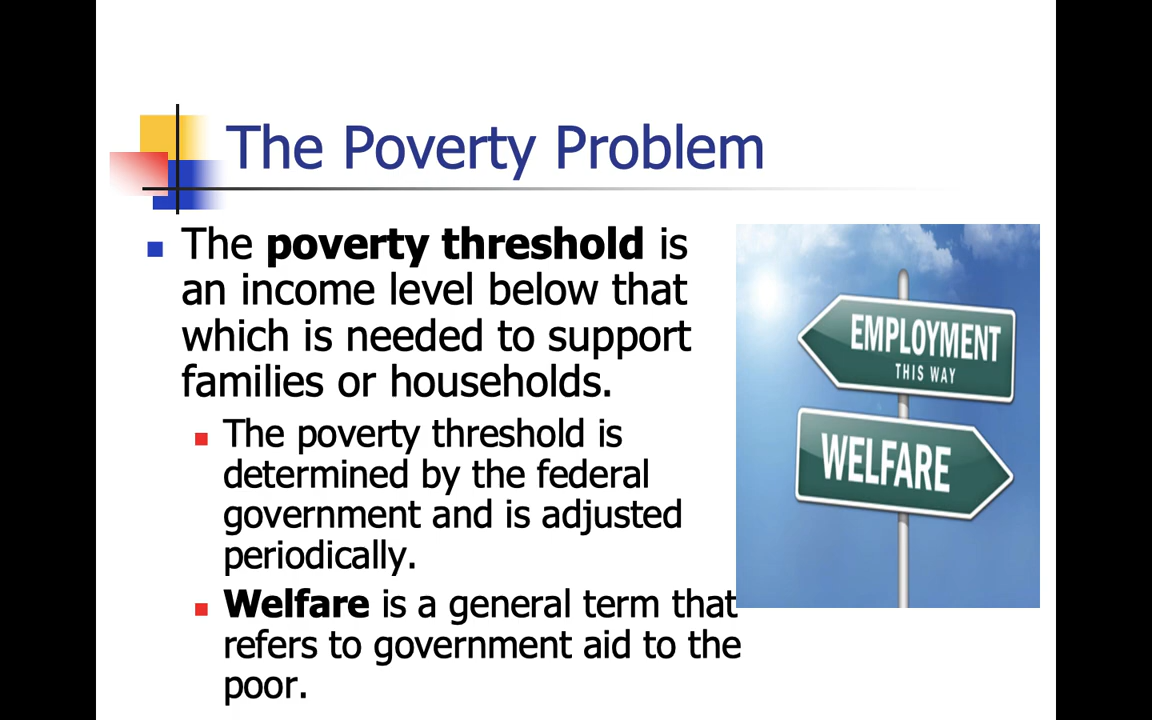 The Poverty Problem
The poverty threshold is
an income level below that
which is needed to support
families or households.
The poverty threshold is
determined by the federal
government and is adjusted
periodically.
Welfare is a general term that
refers to government aid to the
poor.
EMPLOYMENT
THIS WAY
WELFARE